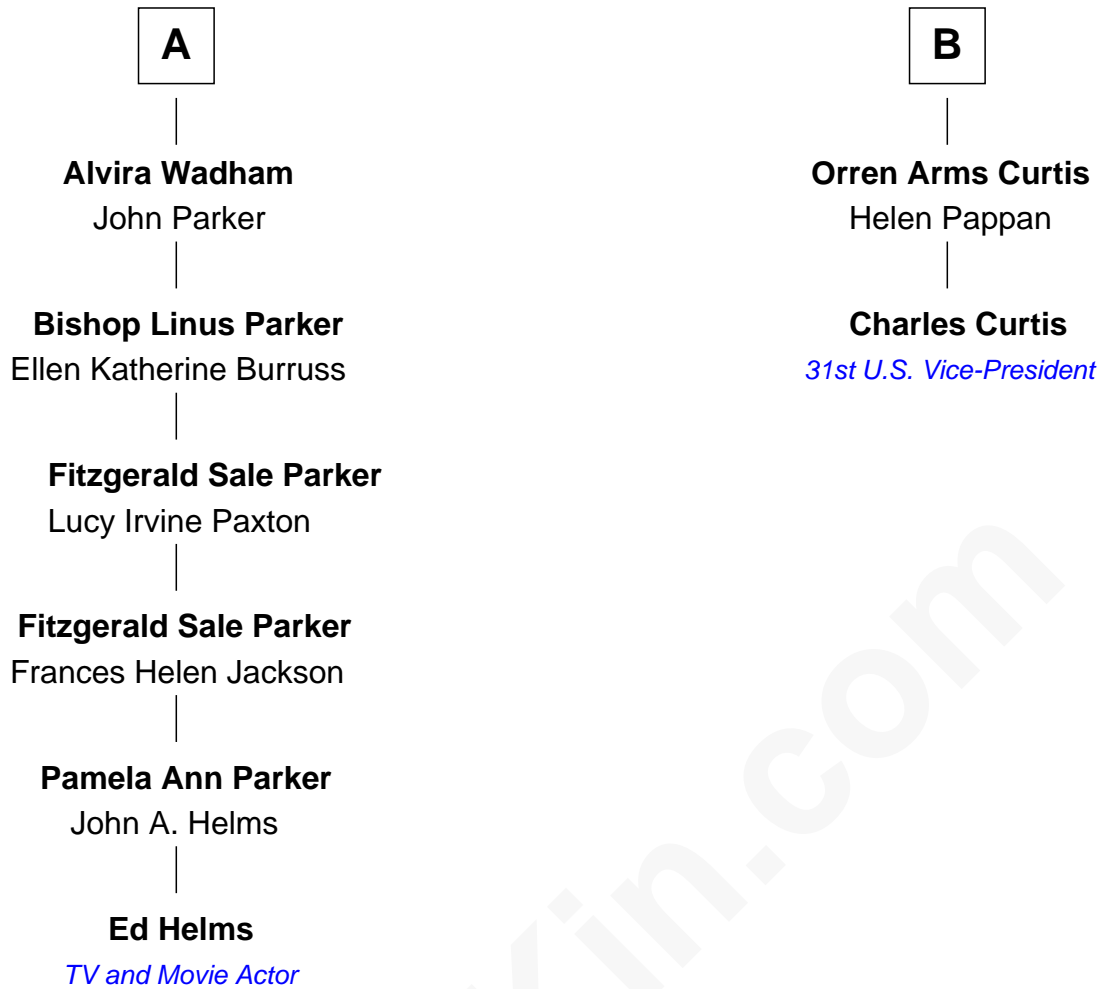 A
Alvira Wadham
John Parker
Bishop Linus Parker
Ellen Katherine Burruss
Fitzgerald Sale Parker
Lucy Irvine Paxton
Fitzgerald Sale Parker
Frances Helen Jackson
Pamela Ann Parker
John A. Helms
Ed Helms
TV and Movie Actor
B
Orren Arms Curtis
Helen Pappan
Charles Curtis
31st U.S. Vice-President
Kin.com